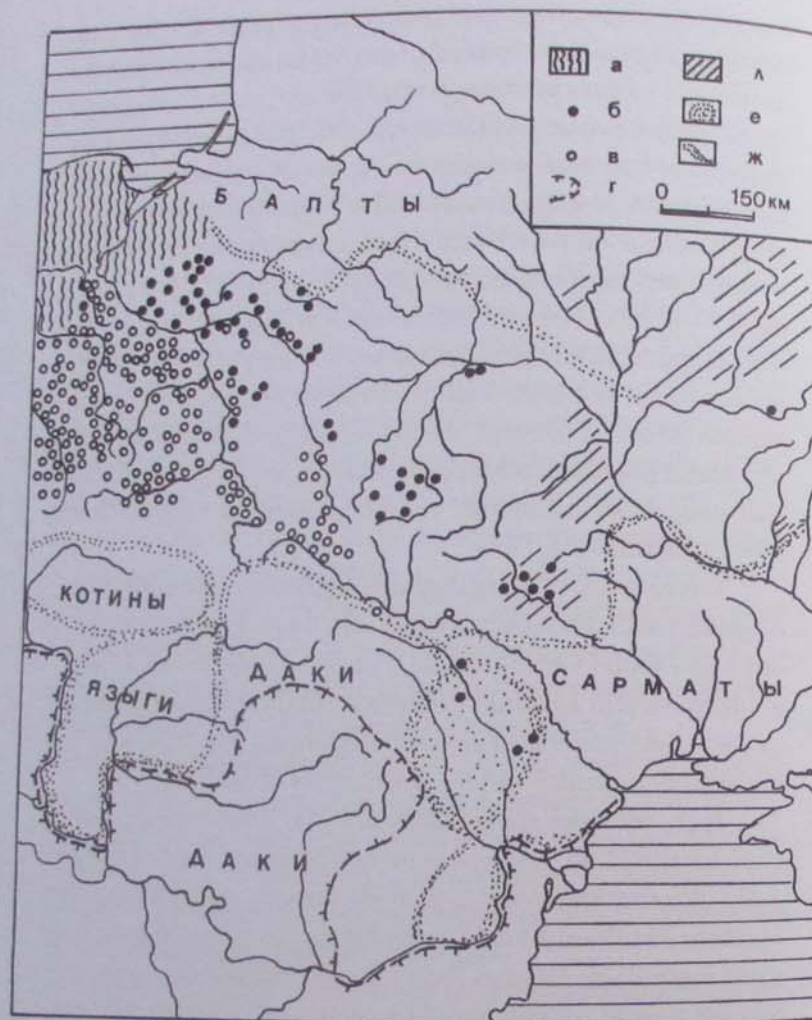 а л
б е
в ж
г 0 150км
БАЛТЫ
КОТИНЫ
ЯЗЫГИ
ДАКИ
САРМАТЫ
ДАКИ